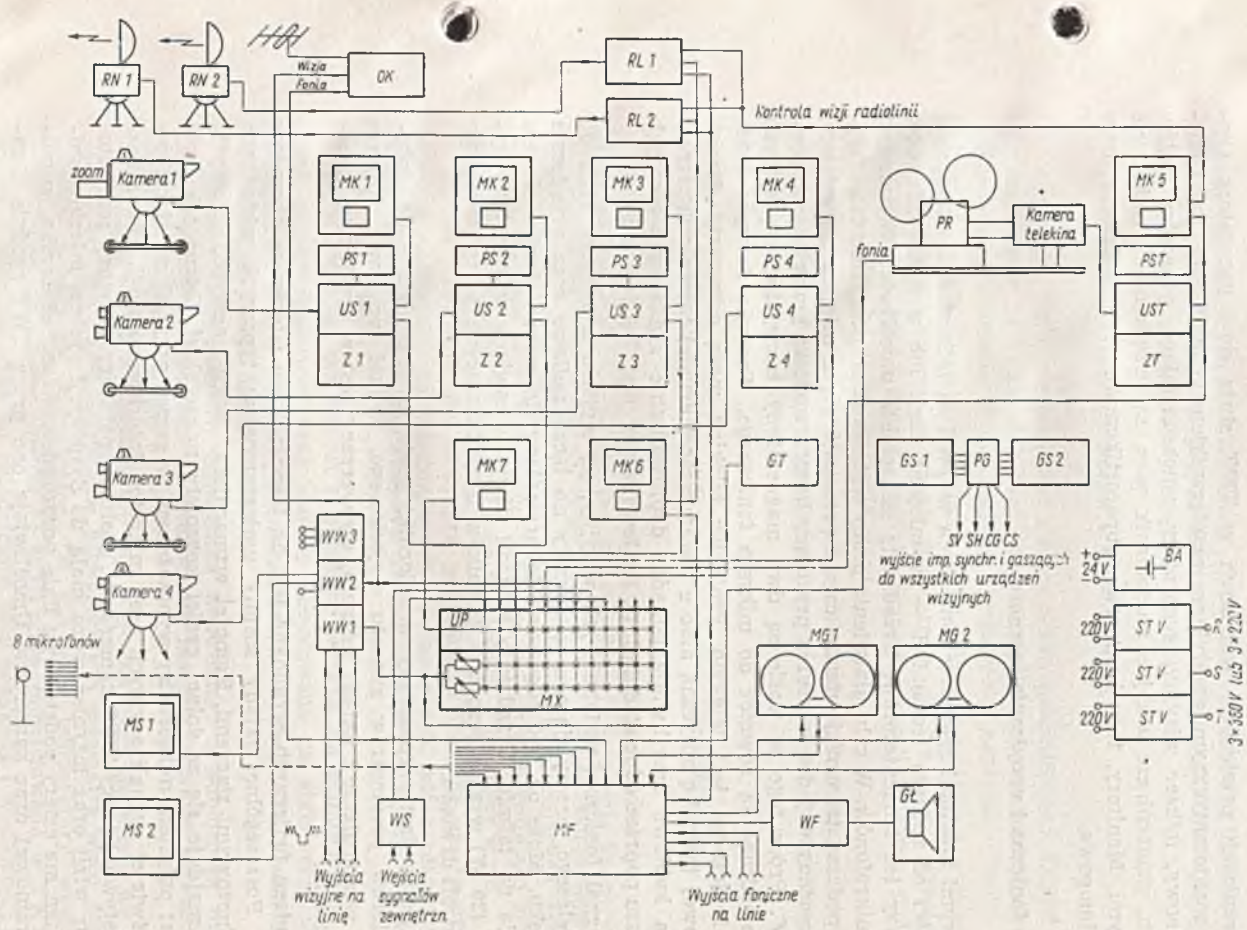 RN 1
RN 2
Wizja
Fonia
OK
RL 1
RL 2
Kontrola wizji radiolinii
zoom
Kamera 1
MK 1
MK 2
MK 3
MK 4
PR
Kamera
telekina
MK 5
fonia
PS 1
PS 2
PS 3
PS 4
PST
Kamera 2
US 1
US 2
US 3
US 4
UST
Z 1
Z 2
Z 3
Z 4
ZT
Kamera 3
MK 7
MK 6
GT
GS 1
PG
GS 2
SV SH CG CS
wyjście imp. synchr. i gaszących
do wszystkich urządzeń
wizyjnych
WW3
WW2
WW1
+
24V
-
BA
Kamera 4
UP
MX
MG 1
MG 2
220V
ST V
R
220V
ST V
S
220V
ST V
T
3×380V lub 3×220V
8 mikrofonów
MS 1
MS 2
WS
MF
WF
Gł
Wyjścia
wizyjne na
linię
Wejścia
sygnałów
zewnętrzn.
Wyjścia foniczne
na linie